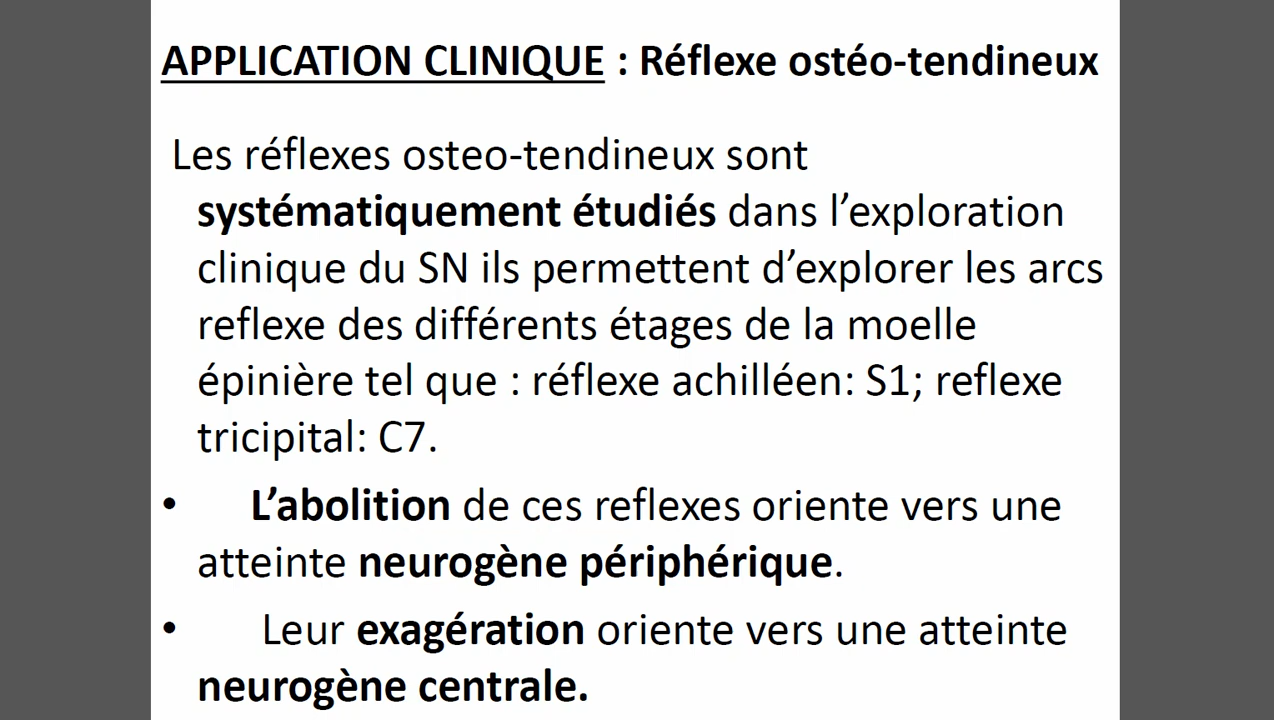 APPLICATION CLINIQUE : Réflexe ostéo-tendineux
Les réflexes osteo-tendineux sont
systématiquement étudiés dans l’exploration
clinique du SN ils permettent d’explorer les arcs
reflexe des différents étages de la moelle
épinière tel que : réflexe achilléen: S1; reflexe
tricipital: C7.
• L’abolition de ces reflexes oriente vers une
atteinte neurogène périphérique.
• Leur exagération oriente vers une atteinte
neurogène centrale.